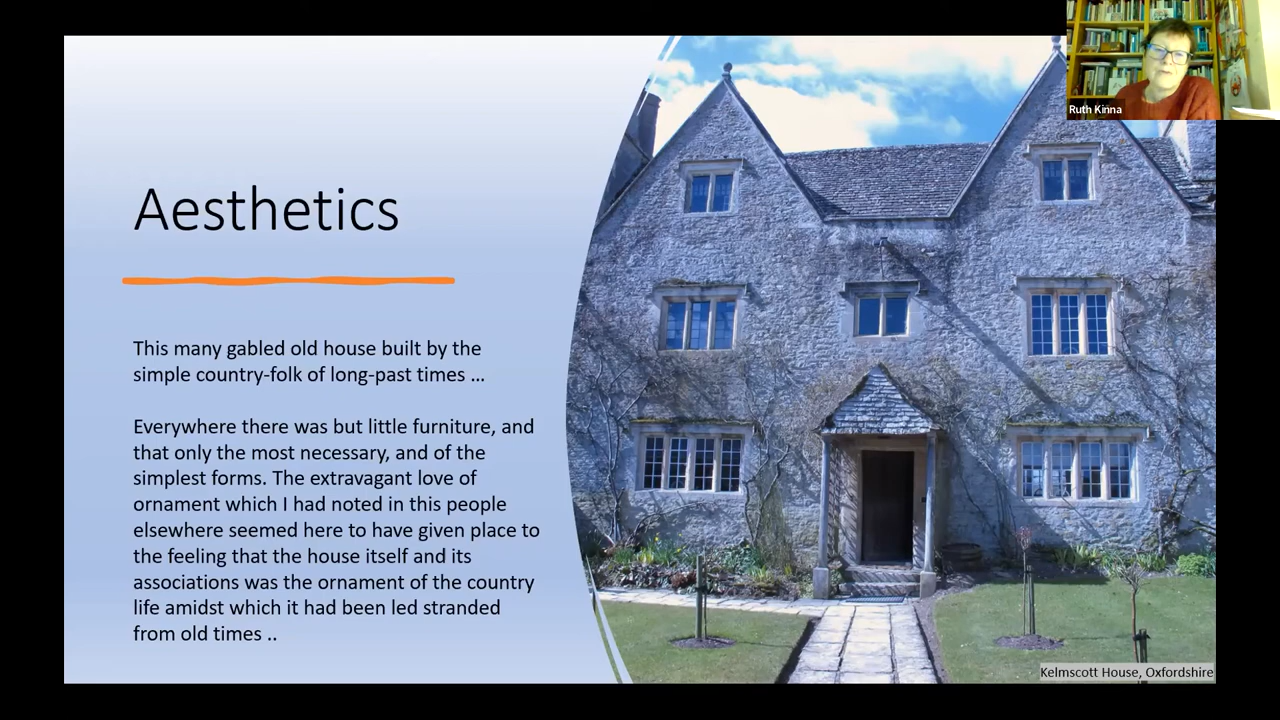 Ruth Kinna
Aesthetics
This many gabled old house built by the
simple country-folk of long-past times ...
Everywhere there was but little furniture, and
that only the most necessary, and of the
simplest forms. The extravagant love of
ornament which I had noted in this people
elsewhere seemed here to have given place to
the feeling that the house itself and its
associations was the ornament of the country
life amidst which it had been led stranded
from old times ..
Kelmscott House, Oxfordshire